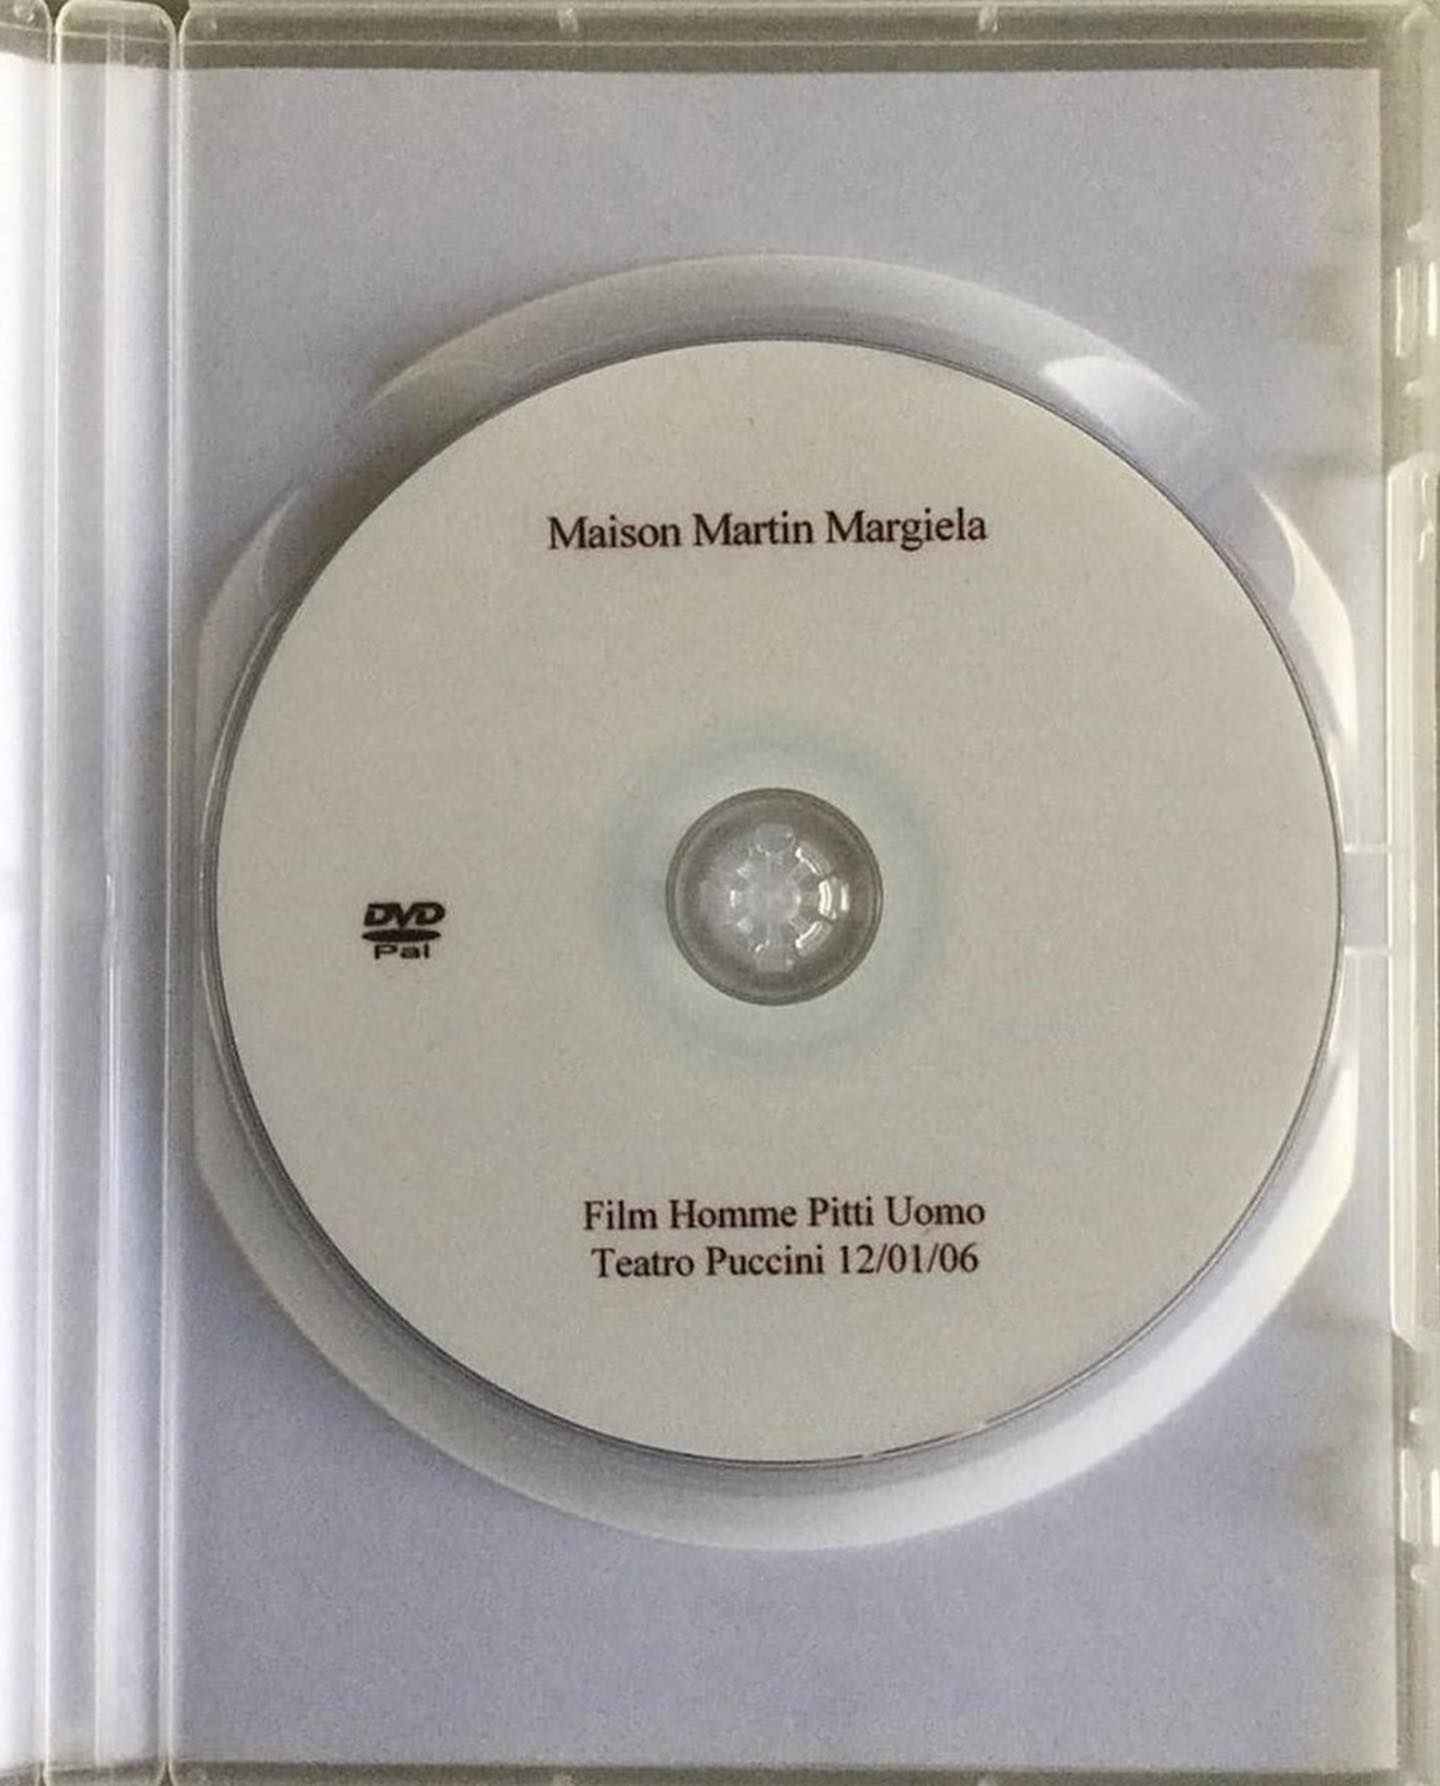 Maison Martin Margiela
DVD
Pal
Film Homme Pitti Uomo
Teatro Puccini 12/01/06